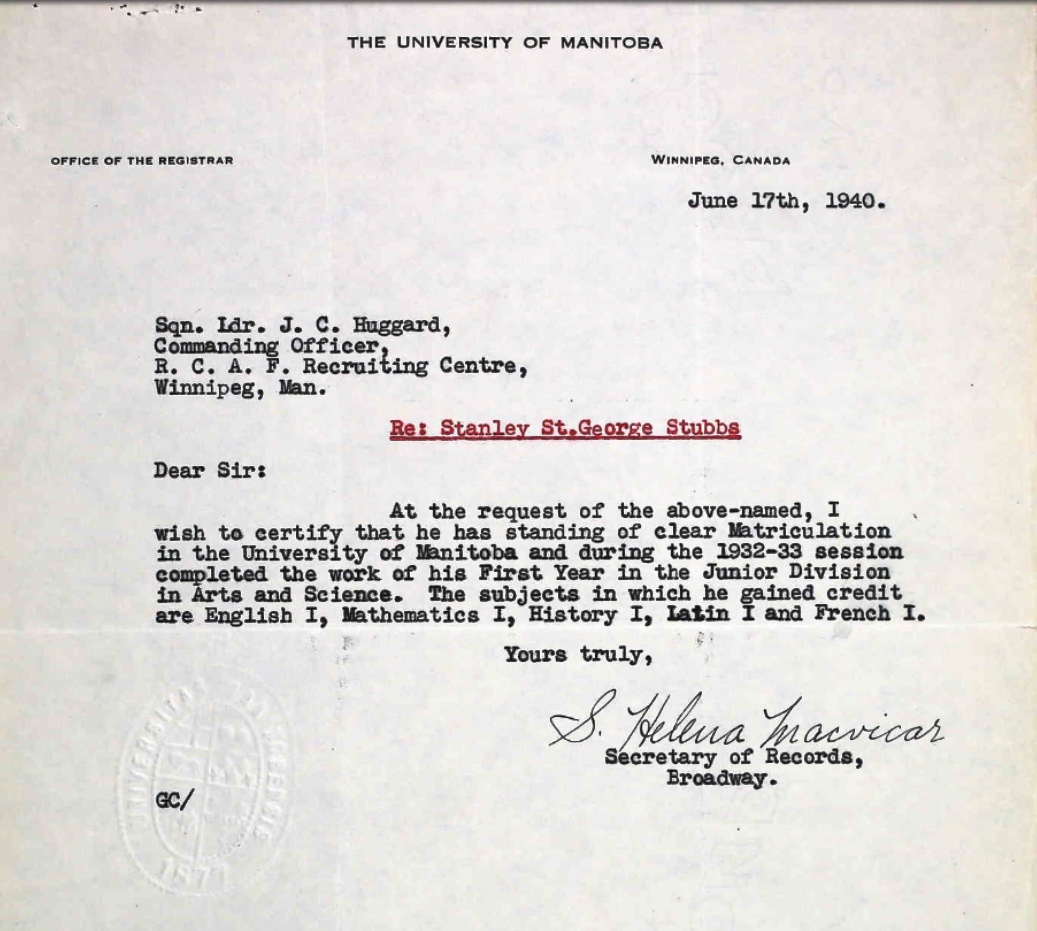 THE UNIVERSITY OF MANITOBA
OFFICE OF THE REGISTRAR
WINNIPEG, CANADA
June 17th, 1940.
Sqn. Ldr. J. C. Huggard,
Commanding Officer,
R. C. A. F. Recruiting Centre,
Winnipeg, Man.
Re: Stanley St.George Stubbs
Dear Sir:
At the request of the above-named, I
wish to certify that he has standing of clear Matriculation
in the University of Manitoba and during the 1932-33 session
completed the work of his First Year in the Junior Division
in Arts and Science. The subjects in which he gained credit
are English I, Mathematics I, History I, Latin I and French I.
Yours truly,
S. Helena Macvicar
Secretary of Records,
Broadway.
GC/
1877